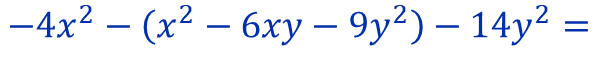 −4x² − (x² − 6xy − 9y²) − 14y² =